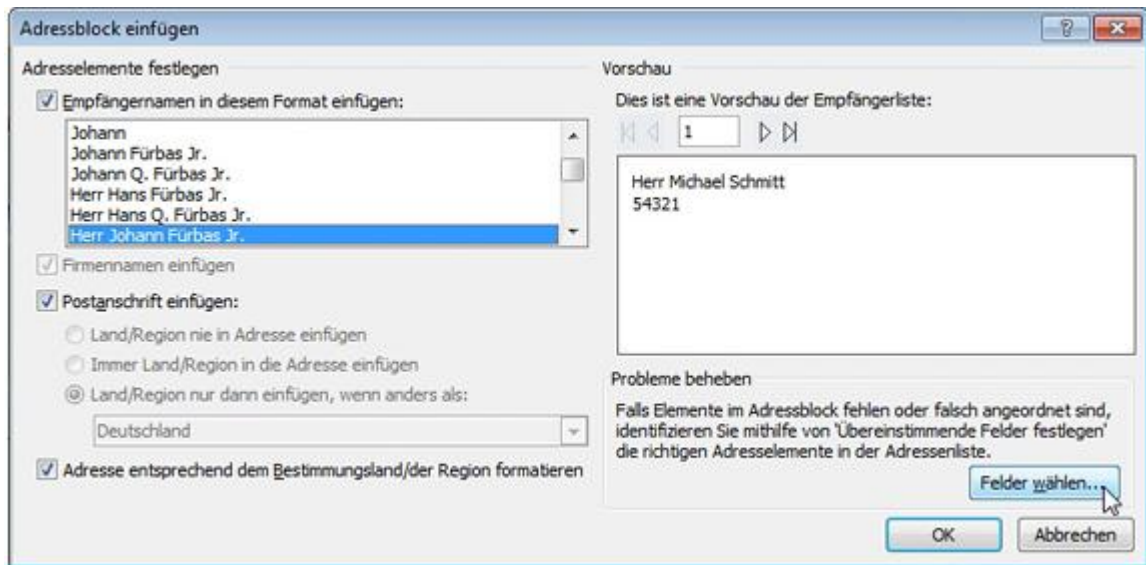 Adressblock einfügen
Adresselemente festlegen
Empfängernamen in diesem Format einfügen:
Johann
Johann Fürbas Jr.
Johann Q. Fürbas Jr.
Herr Hans Fürbas Jr.
Herr Hans Q. Fürbas Jr.
Herr Johann Fürbas Jr.
Firmennamen einfügen
Postanschrift einfügen:
Land/Region nie in Adresse einfügen
Immer Land/Region in die Adresse einfügen
Land/Region nur dann einfügen, wenn anders als:
Deutschland
Adresse entsprechend dem Bestimmungsland/der Region formatieren
Vorschau
Dies ist eine Vorschau der Empfängerliste:
1
Herr Michael Schmitt
54321
Probleme beheben
Falls Elemente im Adressblock fehlen oder falsch angeordnet sind,
identifizieren Sie mithilfe von 'Übereinstimmende Felder festlegen'
die richtigen Adresselemente in der Adressenliste.
Felder wählen...
OK
Abbrechen